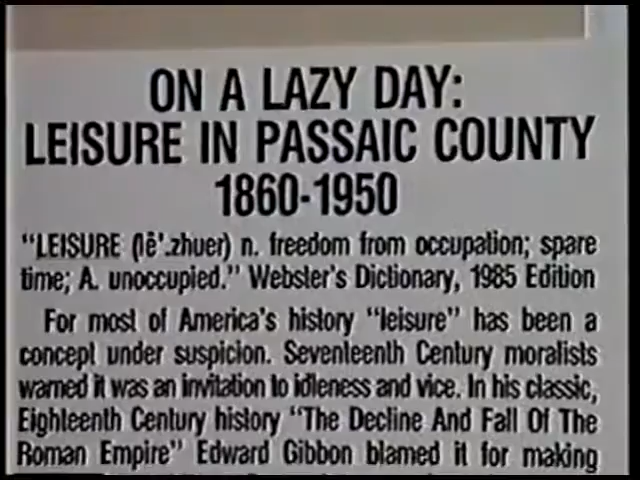 ON A LAZY DAY:
LEISURE IN PASSAIC COUNTY
1860-1950
"LEISURE (lē'.zhuer) n. freedom from occupation; spare
time; A. unoccupied." Webster's Dictionary, 1985 Edition
For most of America's history "leisure" has been a
concept under suspicion. Seventeenth Century moralists
warned it was an invitation to idleness and vice. In his classic,
Eighteenth Century history "The Decline And Fall Of The
Roman Empire" Edward Gibbon blamed it for making